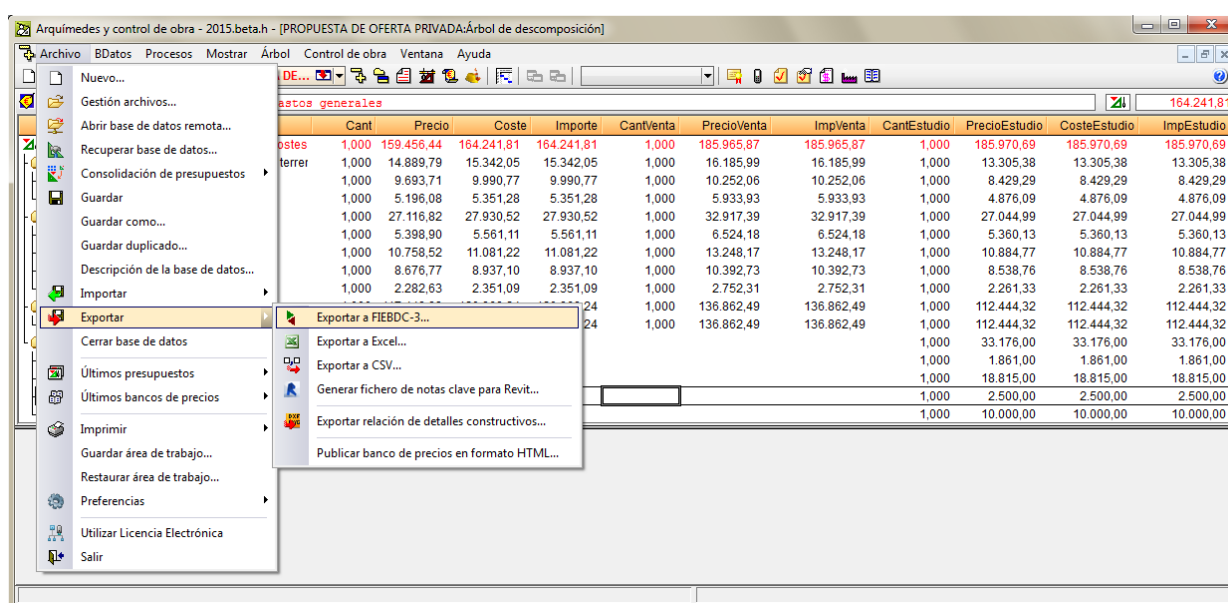 Arquímedes y control de obra - 2015.beta.h - [PROPUESTA DE OFERTA PRIVADA:Árbol de descomposición]
Archivo BDatos Procesos Mostrar Árbol Control de obra Ventana Ayuda
DE...
astos generales 164.241,81
Cant Precio Coste Importe CantVenta PrecioVenta ImpVenta CantEstudio PrecioEstudio CosteEstudio ImpEstudio
ostes 1,000 159.456,44 164.241,81 164.241,81 1,000 185.965,87 185.965,87 1,000 185.970,69 185.970,69 185.970,69
terrer 1,000 14.889,79 15.342,05 15.342,05 1,000 16.185,99 16.185,99 1,000 13.305,38 13.305,38 13.305,38
1,000 9.693,71 9.990,77 9.990,77 1,000 10.252,06 10.252,06 1,000 8.429,29 8.429,29 8.429,29
1,000 5.196,08 5.351,28 5.351,28 1,000 5.933,93 5.933,93 1,000 4.876,09 4.876,09 4.876,09
1,000 27.116,82 27.930,52 27.930,52 1,000 32.917,39 32.917,39 1,000 27.044,99 27.044,99 27.044,99
1,000 5.398,90 5.561,11 5.561,11 1,000 6.524,18 6.524,18 1,000 5.360,13 5.360,13 5.360,13
1,000 10.758,52 11.081,22 11.081,22 1,000 13.248,17 13.248,17 1,000 10.884,77 10.884,77 10.884,77
1,000 8.676,77 8.937,10 8.937,10 1,000 10.392,73 10.392,73 1,000 8.538,76 8.538,76 8.538,76
1,000 2.282,63 2.351,09 2.351,09 1,000 2.752,31 2.752,31 1,000 2.261,33 2.261,33 2.261,33
24 1,000 136.862,49 136.862,49 1,000 112.444,32 112.444,32 112.444,32
24 1,000 136.862,49 136.862,49 1,000 112.444,32 112.444,32 112.444,32
1,000 33.176,00 33.176,00 33.176,00
1,000 1.861,00 1.861,00 1.861,00
1,000 18.815,00 18.815,00 18.815,00
1,000 2.500,00 2.500,00 2.500,00
1,000 10.000,00 10.000,00 10.000,00
Nuevo...
Gestión archivos...
Abrir base de datos remota...
Recuperar base de datos...
Consolidación de presupuestos
Guardar
Guardar como...
Guardar duplicado...
Descripción de la base de datos...
Importar
Exportar
Cerrar base de datos
Últimos presupuestos
Últimos bancos de precios
Imprimir
Guardar área de trabajo...
Restaurar área de trabajo...
Preferencias
Utilizar Licencia Electrónica
Salir
Exportar a FIEBDC-3...
Exportar a Excel...
Exportar a CSV...
Generar fichero de notas clave para Revit...
Exportar relación de detalles constructivos...
Publicar banco de precios en formato HTML...